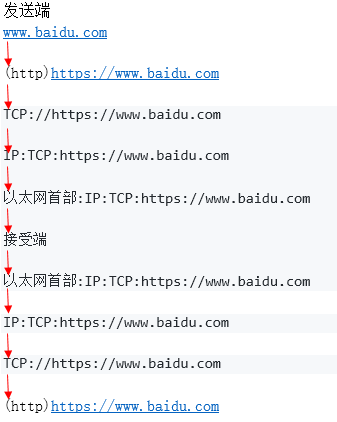 发送端
www.baidu.com
(http)https://www.baidu.com
TCP://https://www.baidu.com
IP:TCP:https://www.baidu.com
以太网首部:IP:TCP:https://www.baidu.com
接受端
以太网首部:IP:TCP:https://www.baidu.com
IP:TCP:https://www.baidu.com
TCP://https://www.baidu.com
(http)https://www.baidu.com